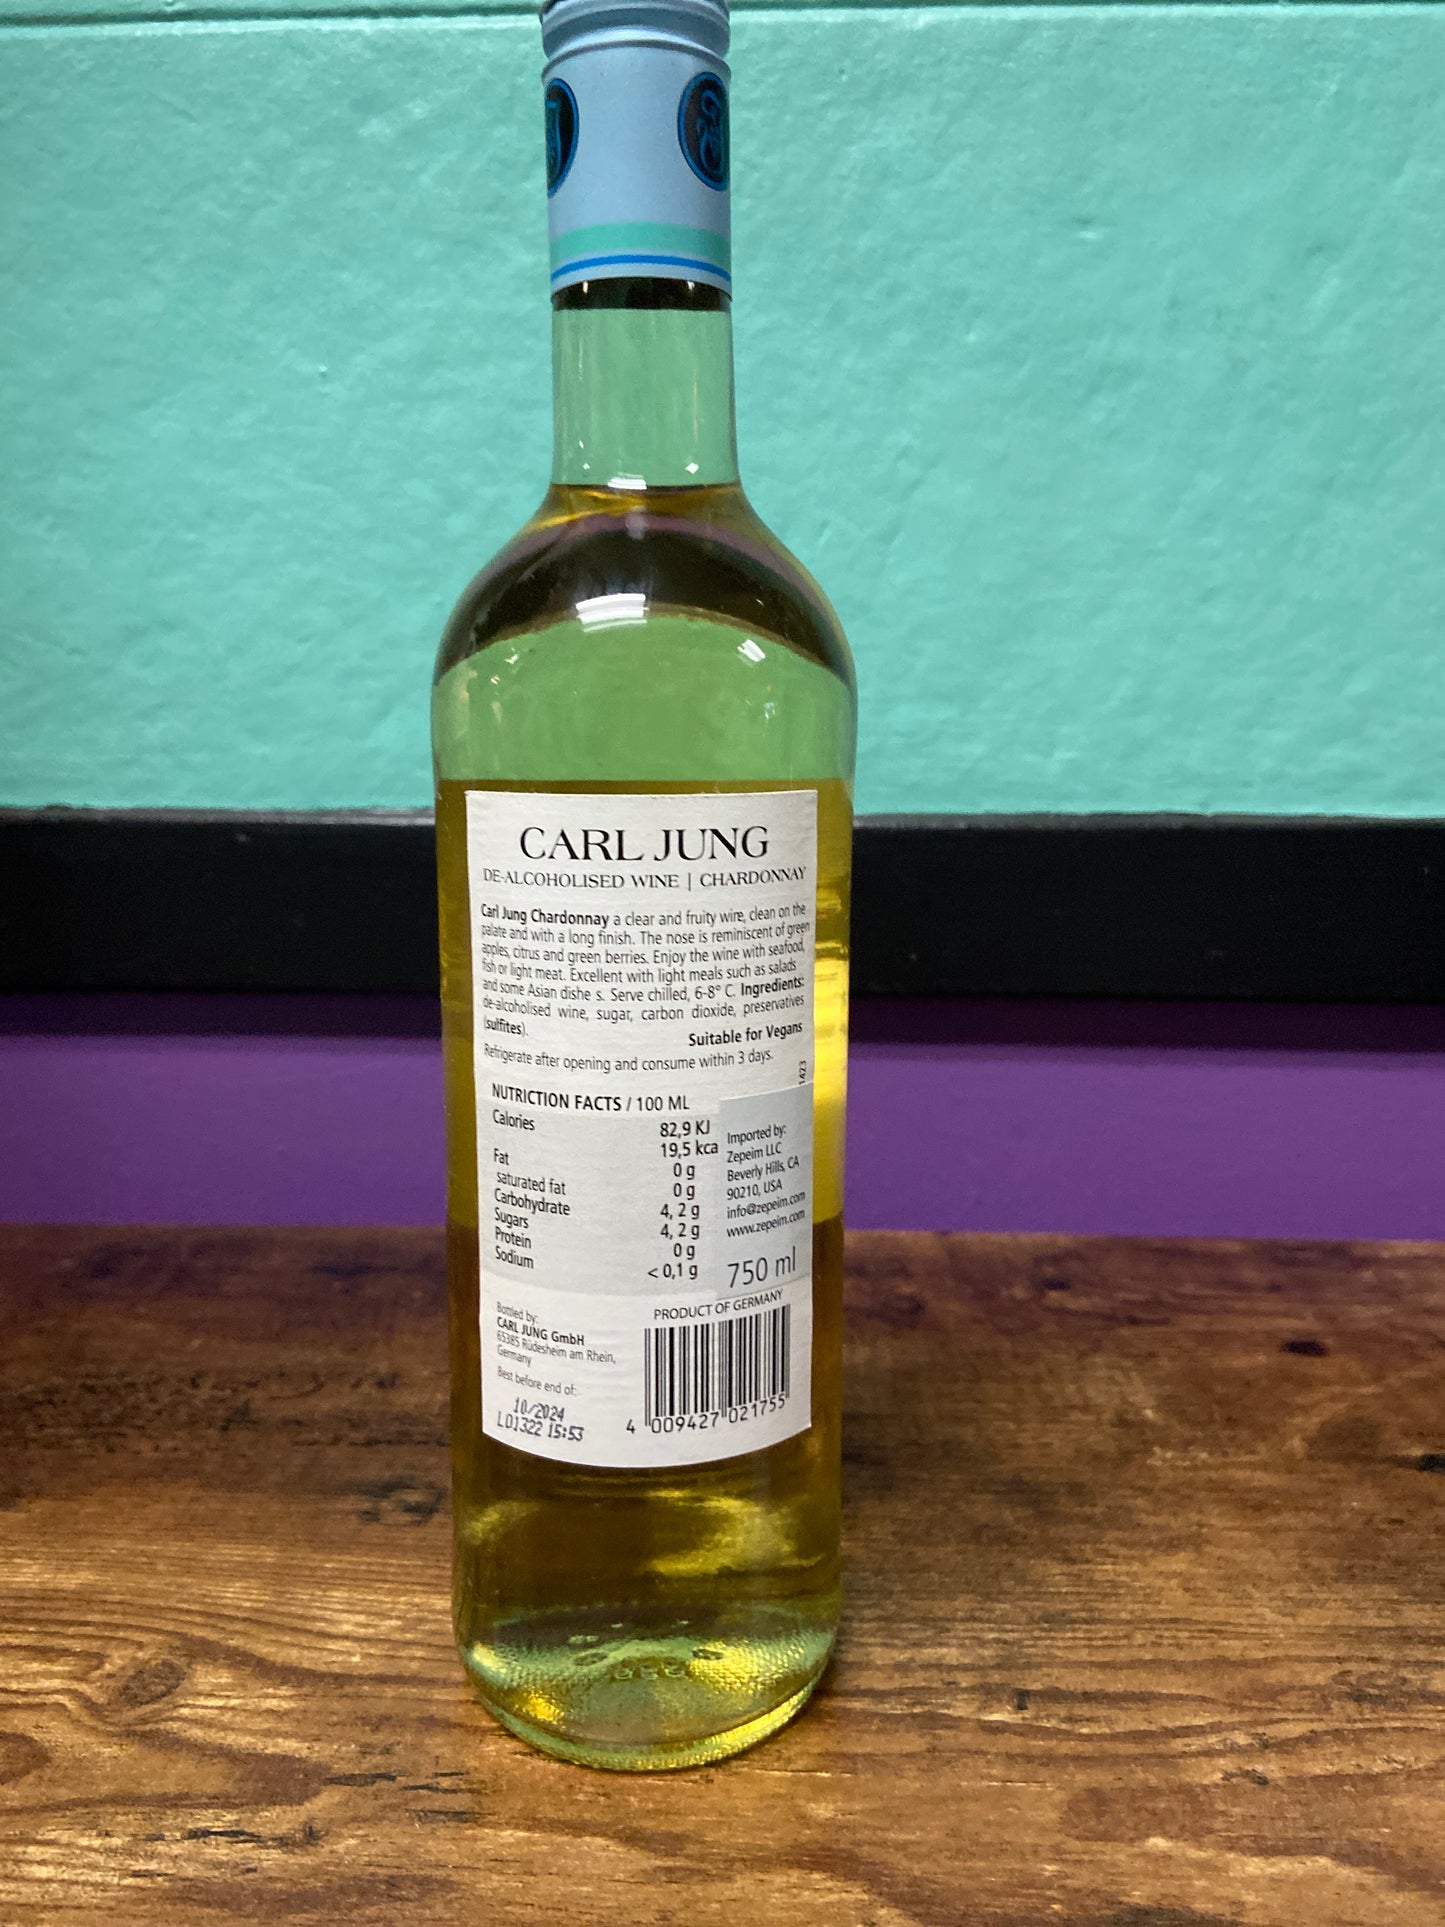 CARL JUNG
DE-ALCOHOLISED WINE | CHARDONNAY
Carl Jung Chardonnay a clear and fruity wire, clean on the
palate and with a long finish. The nose is reminiscent of green
apples, citrus and green berries. Enjoy the wine with seafood,
fish or light meat. Excellent with light meals such as salads
and some Asian dishe s. Serve chilled, 6-8° C. Ingredients:
de-alcoholised wine, sugar, carbon dioxide, preservatives
(sulfites).
Suitable for Vegans
Refrigerate after opening and consume within 3 days.
1423
NUTRICTION FACTS / 100 ML
Calories 82,9 KJ
19,5 kca
Fat 0 g
saturated fat 0 g
Carbohydrate 4, 2 g
Sugars 4, 2 g
Protein 0 g
Sodium < 0,1 g
Imported by:
Zepeim LLC
Beverly Hills, CA
90210, USA
info@zepeim.com
www.zepeim.com
750 ml
PRODUCT OF GERMANY
Bottled by:
CARL JUNG GmbH
65385 Rüdesheim am Rhein,
Germany
Best before end of:
10/2024
L01322 15:53
4 009427 021755